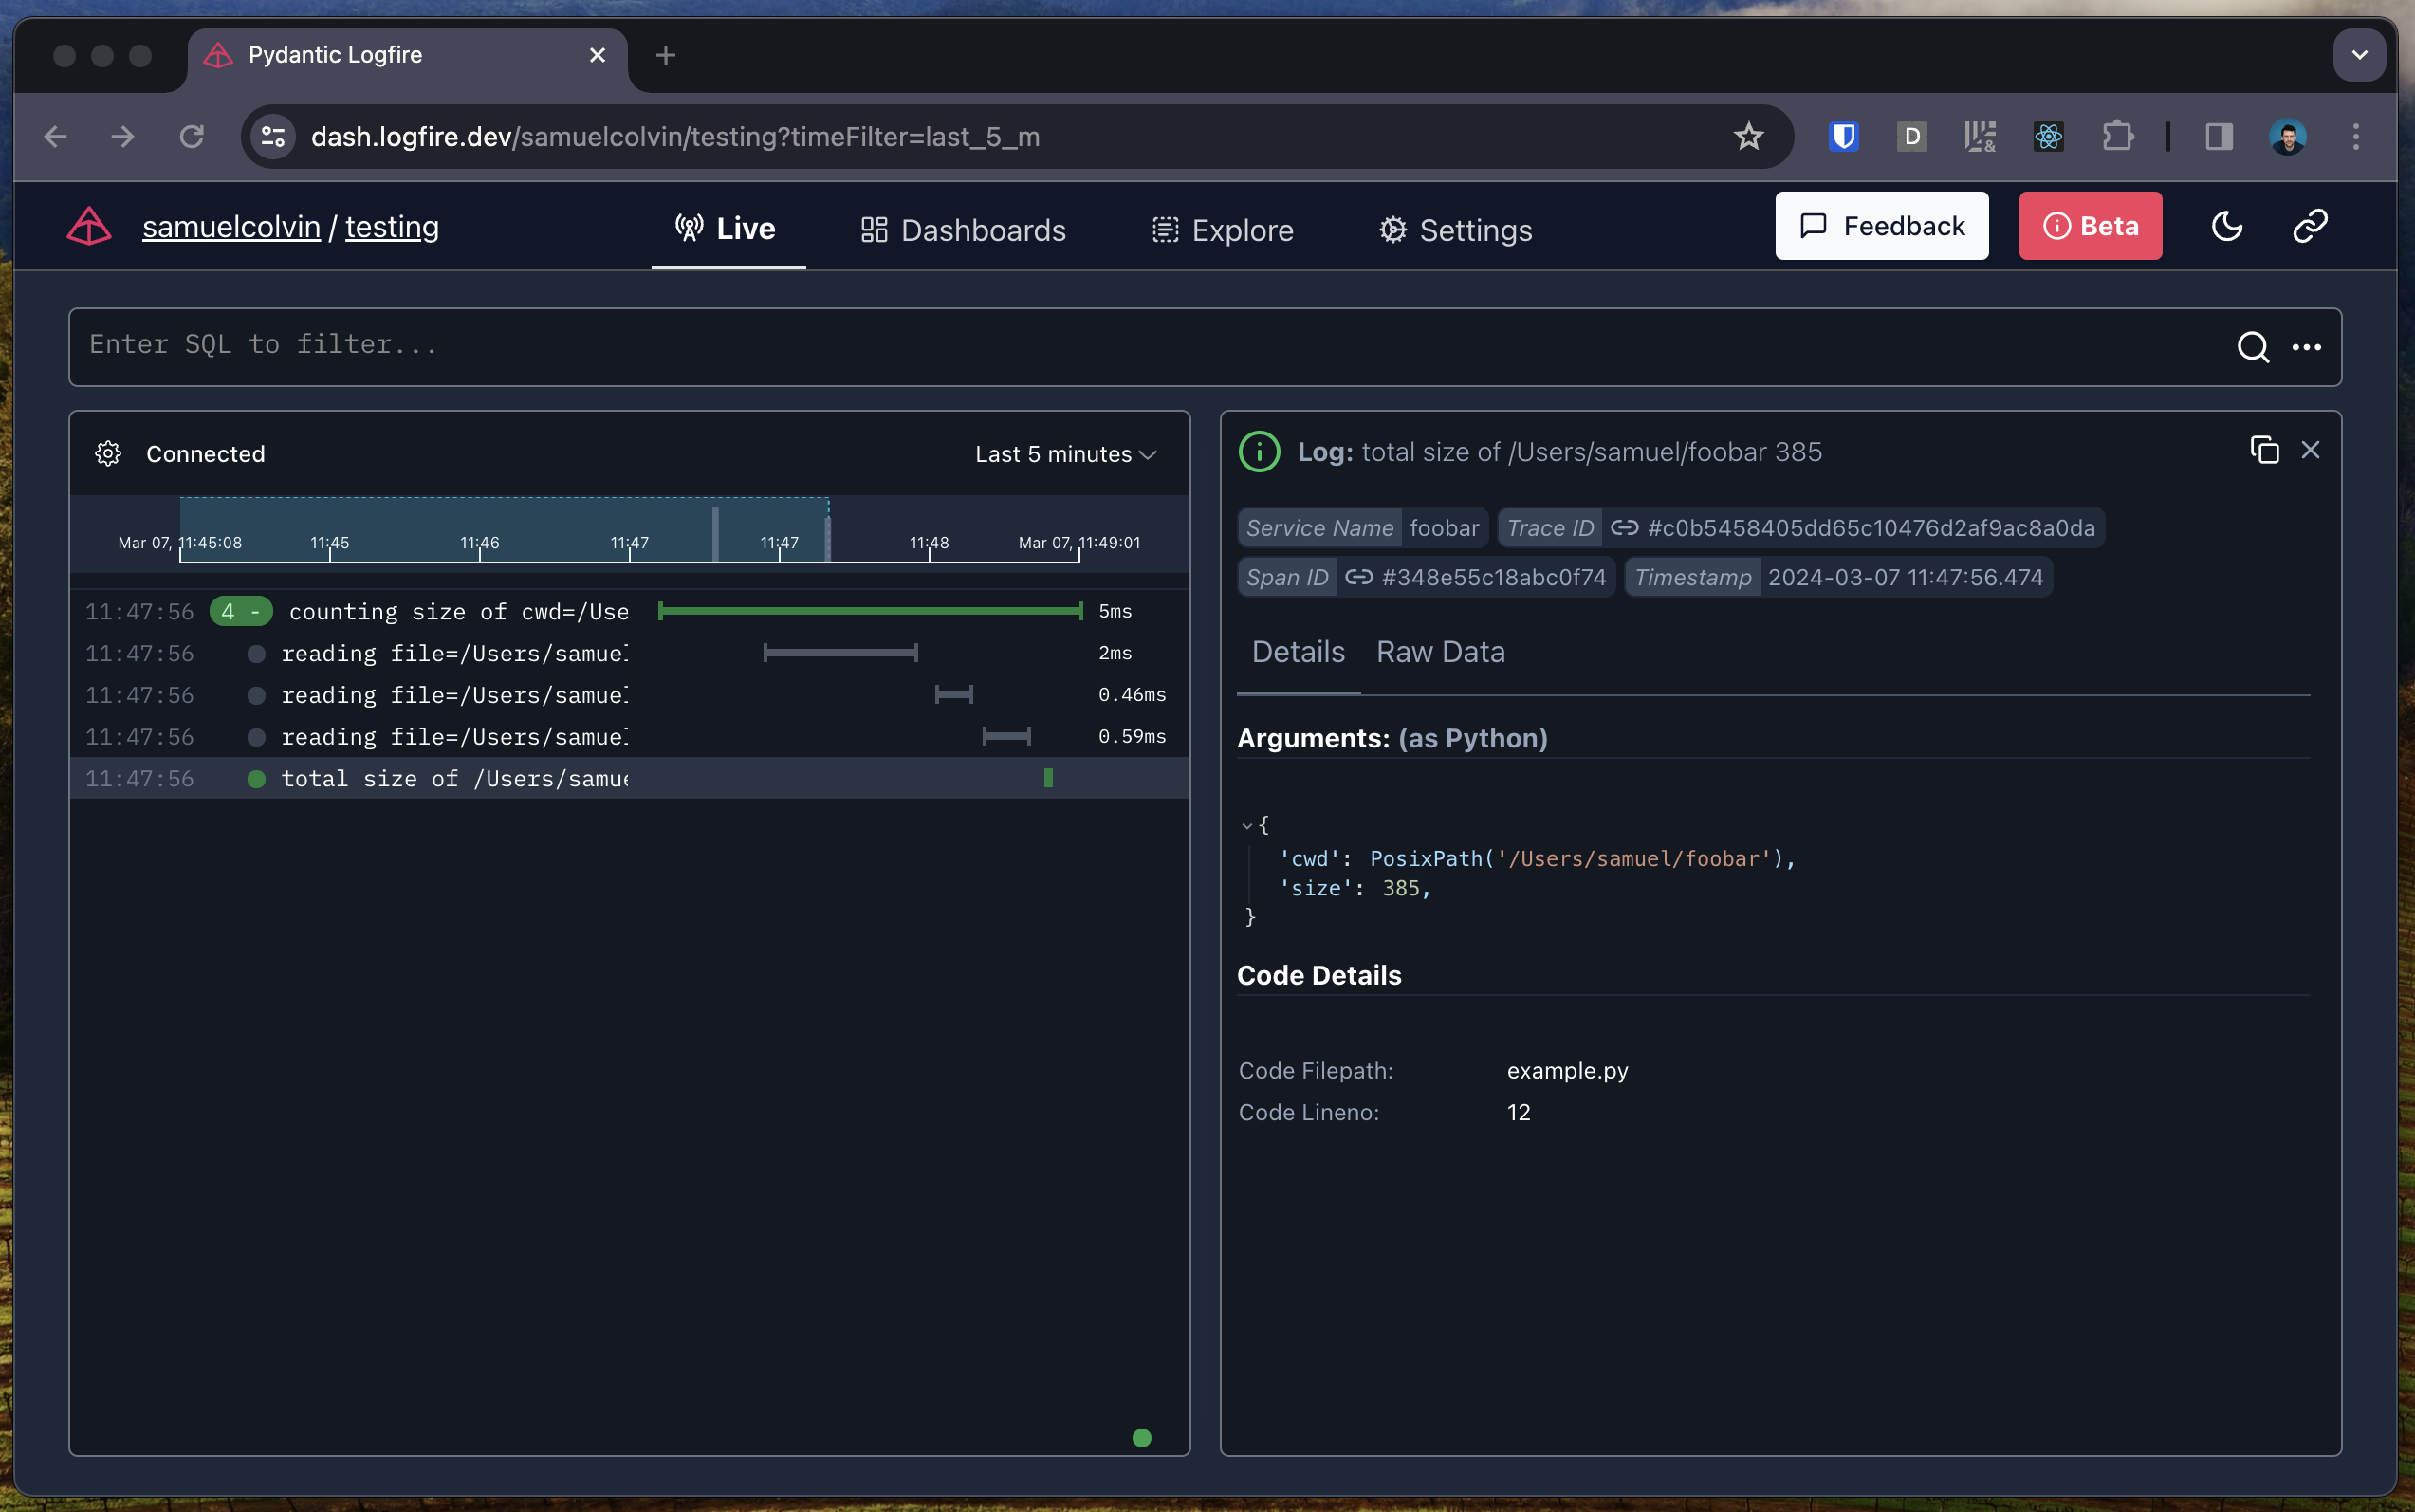 Pydantic Logfire
dash.logfire.dev/samuelcolvin/testing?timeFilter=last_5_m
D
&
samuelcolvin / testing
Live
Dashboards
Explore
Settings
Feedback
Beta
Enter SQL to filter...
Connected
Last 5 minutes
Mar 07, 11:45:08 11:45 11:46 11:47 11:47 11:48 Mar 07, 11:49:01
11:47:56 4 - counting size of cwd=/Use 5ms
11:47:56 reading file=/Users/samuel 2ms
11:47:56 reading file=/Users/samuel 0.46ms
11:47:56 reading file=/Users/samuel 0.59ms
11:47:56 total size of /Users/samue
Log: total size of /Users/samuel/foobar 385
Service Name foobar Trace ID #c0b5458405dd65c10476d2af9ac8a0da
Span ID #348e55c18abc0f74 Timestamp 2024-03-07 11:47:56.474
Details Raw Data
Arguments: (as Python)
{
'cwd': PosixPath('/Users/samuel/foobar'),
'size': 385,
}
Code Details
Code Filepath: example.py
Code Lineno: 12